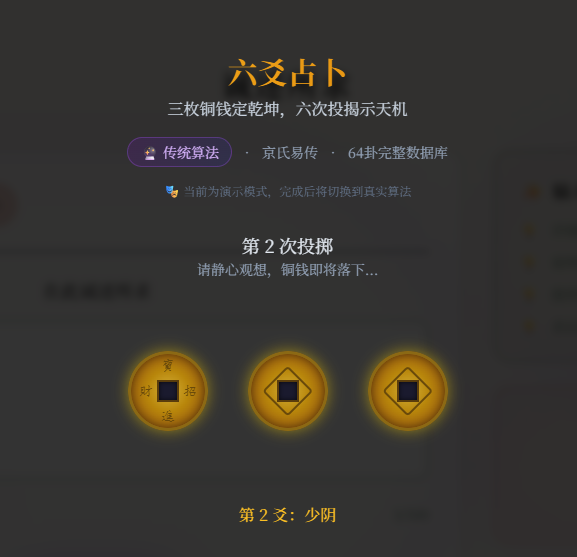 六爻占卜
三枚铜钱定乾坤，六次投掷揭示天机
传统算法 · 京氏易传 · 64卦完整数据库
当前为演示模式，完成后将切换到真实算法
第 2 次投掷
请静心观想，铜钱即将落下...
財 招
進
第 2 爻：少阴